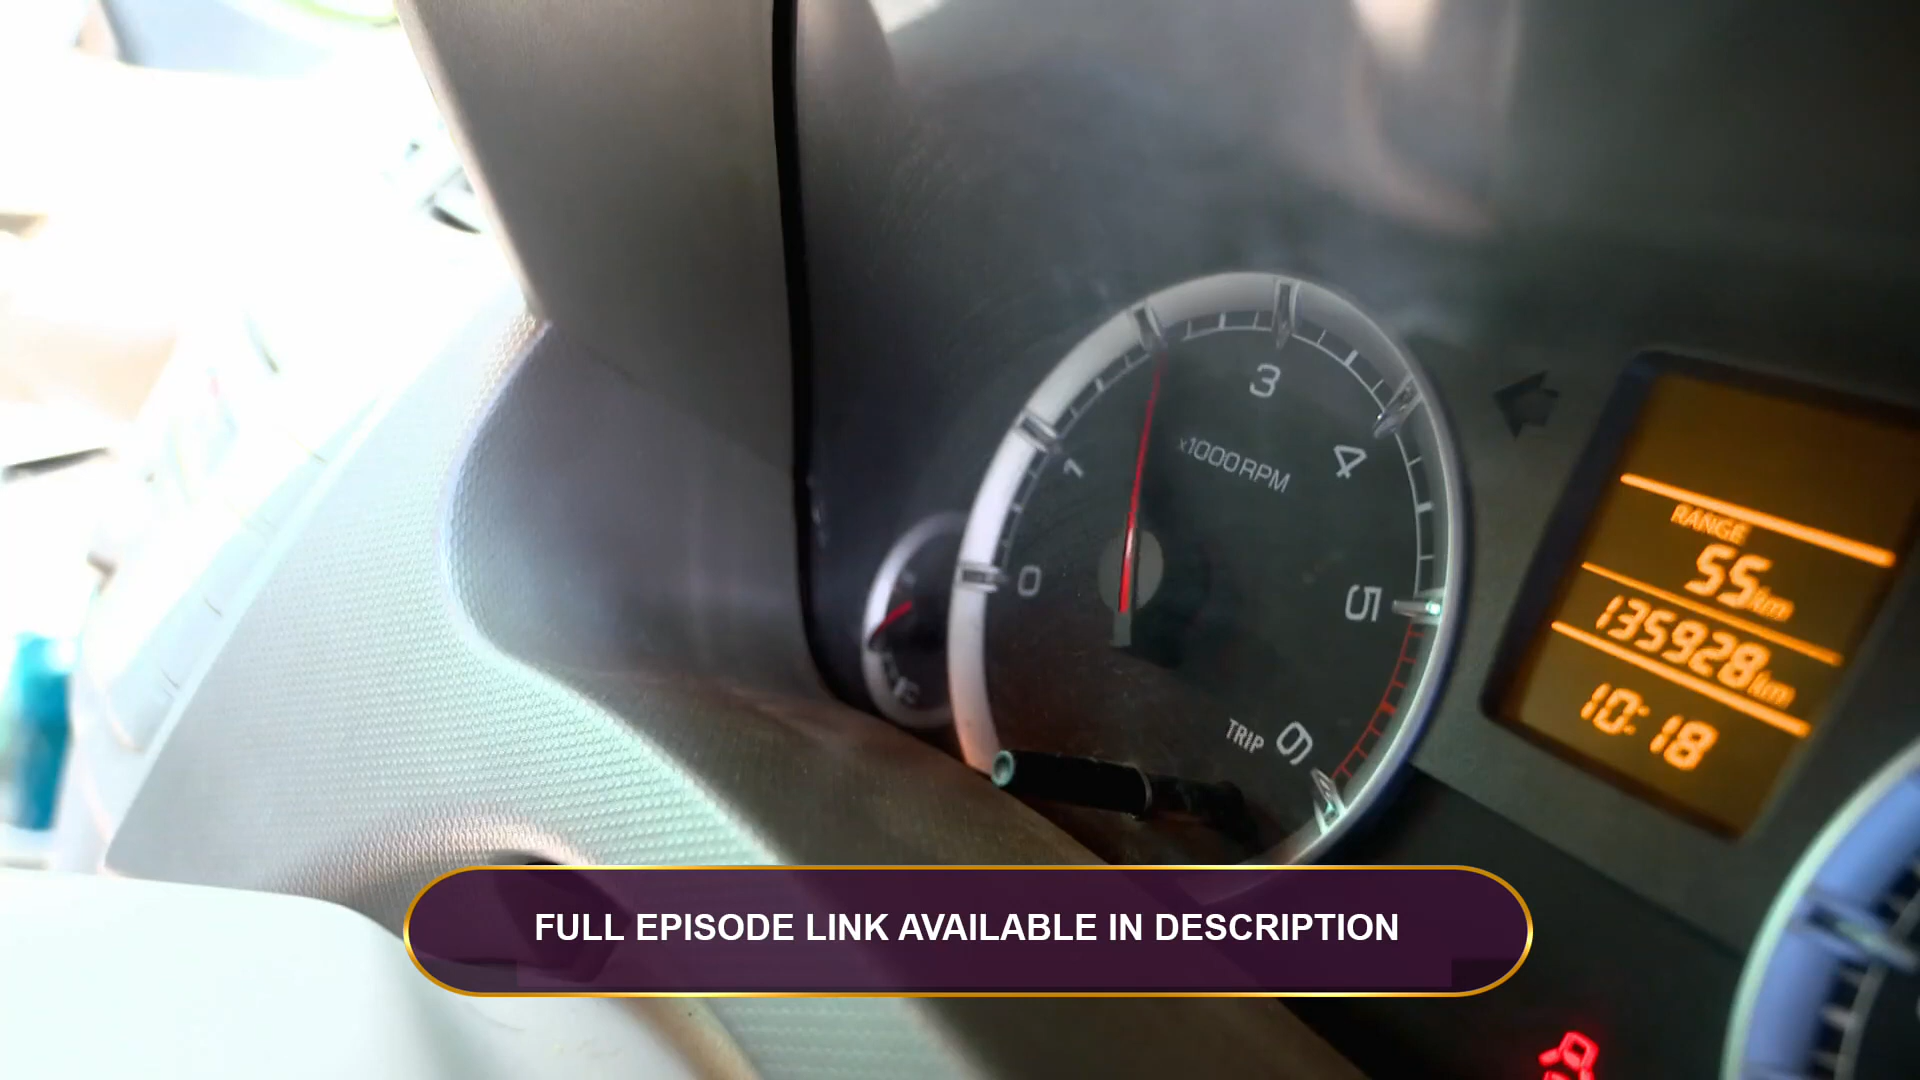 0
1
3
4
5
6
x1000RPM
TRIP
RANGE
55km
135928km
10:18
FULL EPISODE LINK AVAILABLE IN DESCRIPTION